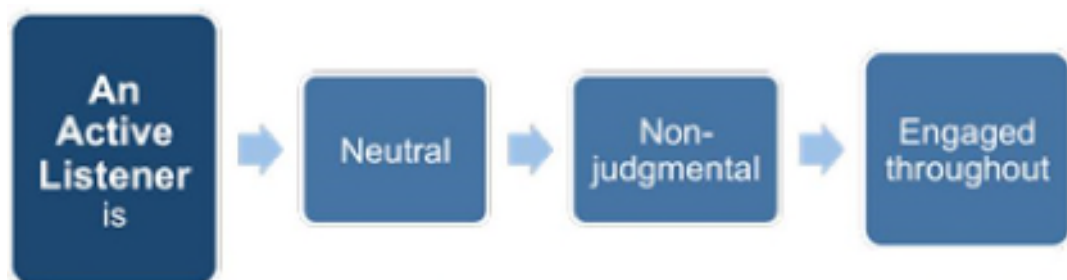 An
Active
Listener
is
Neutral
Non-
judgmental
Engaged
throughout